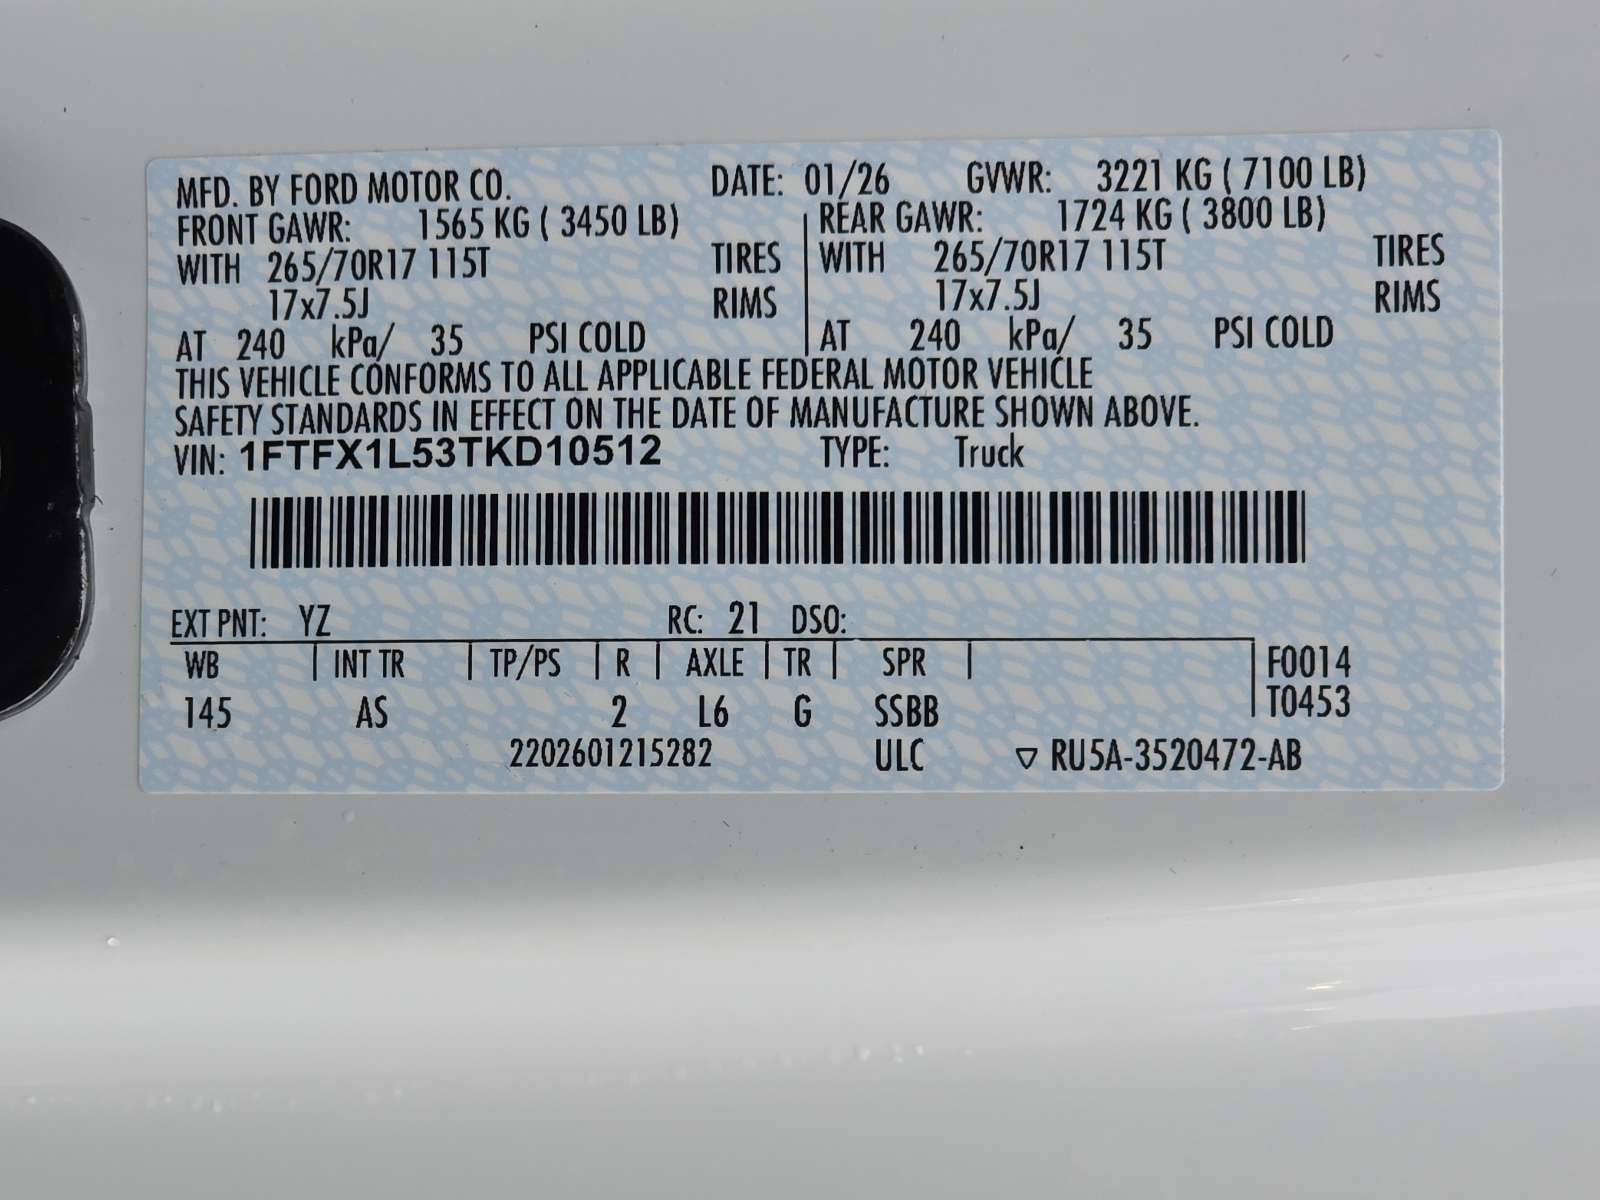 MFD. BY FORD MOTOR CO. DATE: 01/26 GVWR: 3221 KG ( 7100 LB)
FRONT GAWR: 1565 KG ( 3450 LB) REAR GAWR: 1724 KG ( 3800 LB)
WITH 265/70R17 115T TIRES WITH 265/70R17 115T TIRES
17x7.5J RIMS 17x7.5J RIMS
AT 240 kPa/ 35 PSI COLD AT 240 kPa/ 35 PSI COLD
THIS VEHICLE CONFORMS TO ALL APPLICABLE FEDERAL MOTOR VEHICLE
SAFETY STANDARDS IN EFFECT ON THE DATE OF MANUFACTURE SHOWN ABOVE.
VIN: 1FTFX1L53TKD10512 TYPE: Truck
EXT PNT: YZ RC: 21 DSO:
WB | INT TR | TP/PS | R | AXLE | TR | SPR | F0014
145 AS 2 L6 G SSBB T0453
2202601215282 ULC ▽ RU5A-3520472-AB